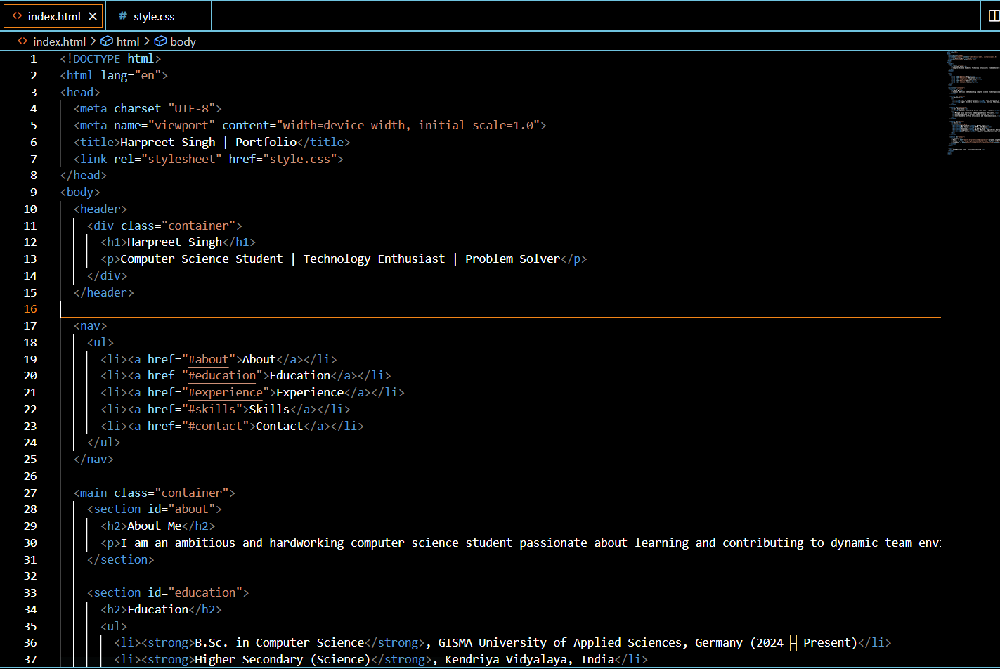 index.html
style.css
index.html > html > body
1 <!DOCTYPE html>
2 <html lang="en">
3 <head>
4 <meta charset="UTF-8">
5 <meta name="viewport" content="width=device-width, initial-scale=1.0">
6 <title>Harpreet Singh | Portfolio</title>
7 <link rel="stylesheet" href="style.css">
8 </head>
9 <body>
10 <header>
11 <div class="container">
12 <h1>Harpreet Singh</h1>
13 <p>Computer Science Student | Technology Enthusiast | Problem Solver</p>
14 </div>
15 </header>
16
17 <nav>
18 <ul>
19 <li><a href="#about">About</a></li>
20 <li><a href="#education">Education</a></li>
21 <li><a href="#experience">Experience</a></li>
22 <li><a href="#skills">Skills</a></li>
23 <li><a href="#contact">Contact</a></li>
24 </ul>
25 </nav>
26
27 <main class="container">
28 <section id="about">
29 <h2>About Me</h2>
30 <p>I am an ambitious and hardworking computer science student passionate about learning and contributing to dynamic team env
31 </section>
32
33 <section id="education">
34 <h2>Education</h2>
35 <ul>
36 <li><strong>B.Sc. in Computer Science</strong>, GISMA University of Applied Sciences, Germany (2024 – Present)</li>
37 <li><strong>Higher Secondary (Science)</strong>, Kendriya Vidyalaya, India</li>